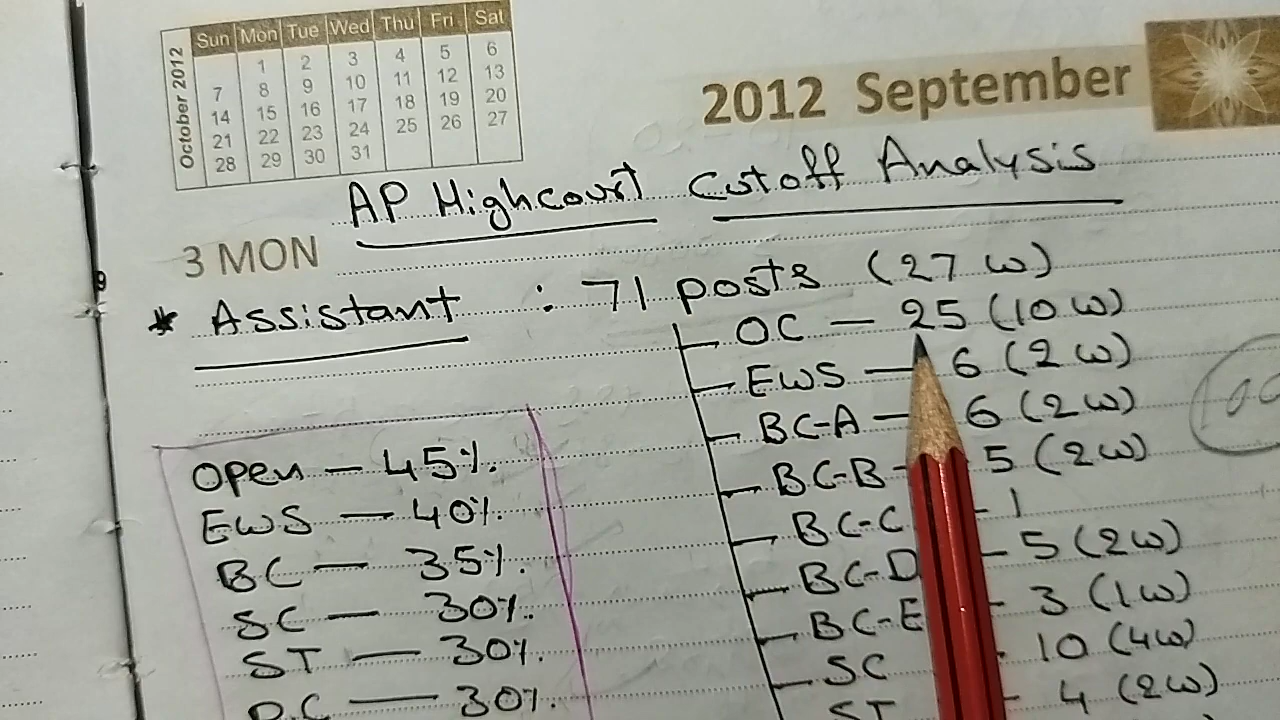 October 2012
Sun Mon Tue Wed Thu Fri Sat
1 2 3 4 5 6
7 8 9 10 11 12 13
14 15 16 17 18 19 20
21 22 23 24 25 26 27
28 29 30 31
2012 September
AP Highcourt Cutoff Analysis
3 MON
* Assistant : 71 posts (27 W)
OC — 25 (10 W)
EWS — 6 (2 W)
BC-A — 6 (2 W)
BC-B - 5 (2 W)
BC-C - 1
BC-D - 5 (2 W)
BC-E - 3 (1 W)
SC - 10 (4 W)
ST - 4 (2 W)
Open — 45%.
EWS — 40%.
BC — 35%.
SC — 30%.
ST — 30%.
P.C — 30%.